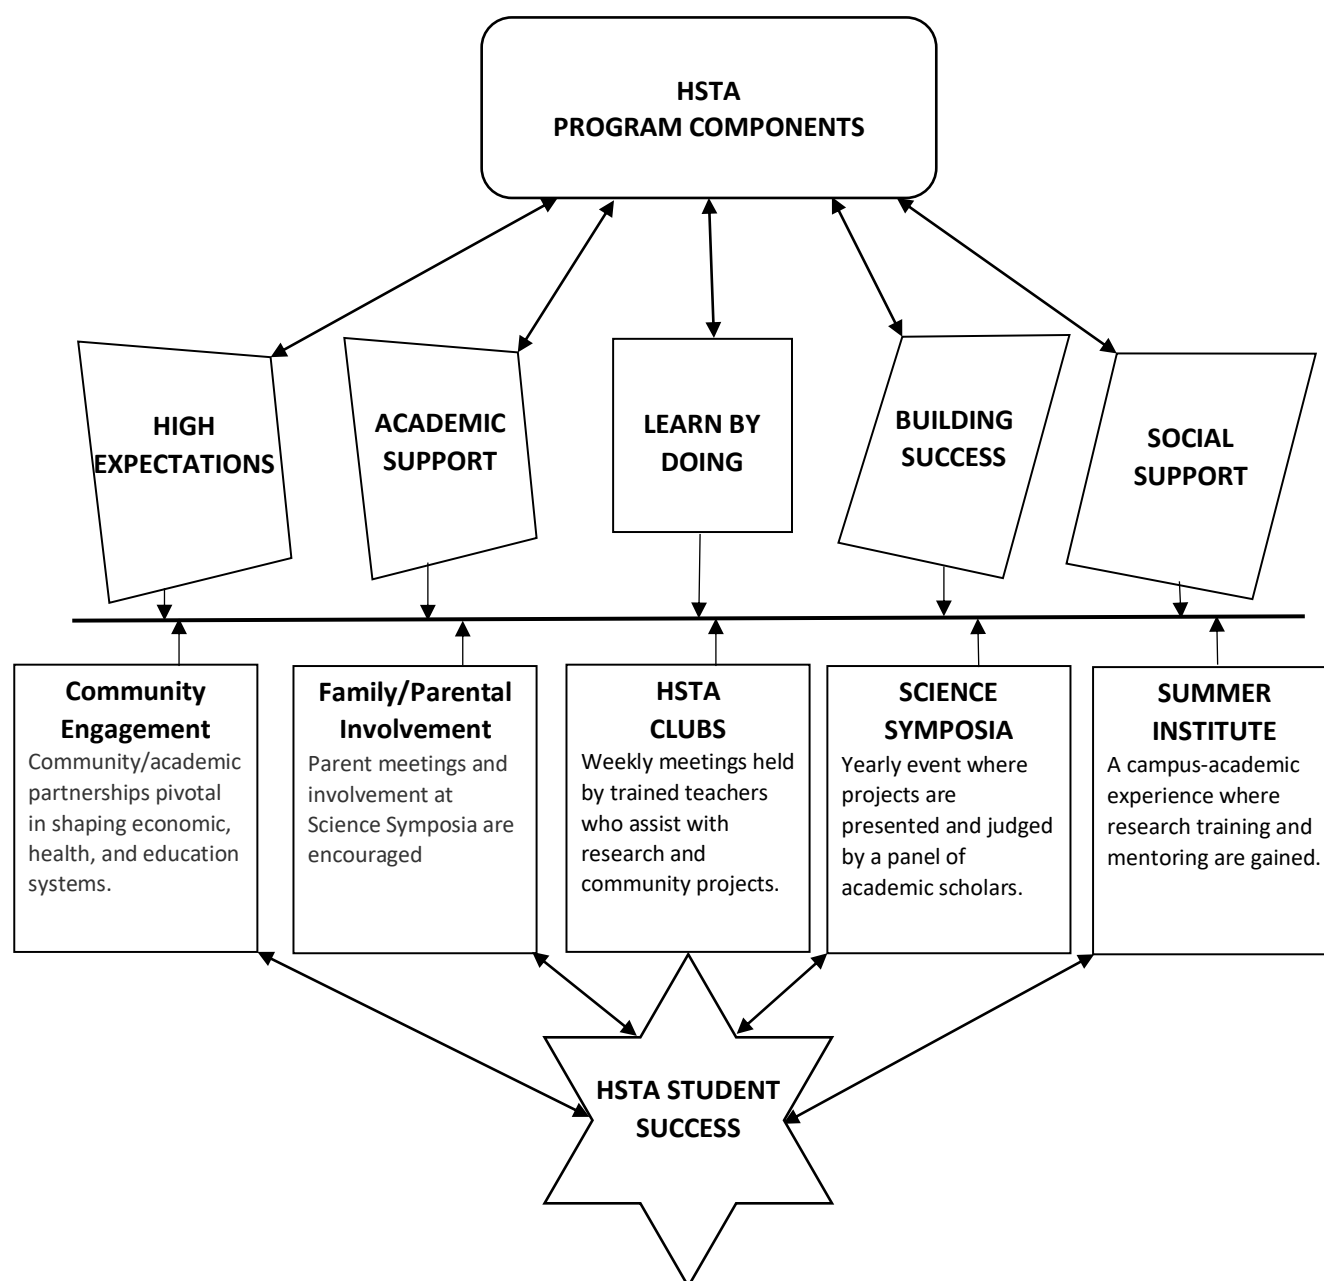 HSTA
PROGRAM COMPONENTS
HIGH
EXPECTATIONS
ACADEMIC
SUPPORT
LEARN BY
DOING
BUILDING
SUCCESS
SOCIAL
SUPPORT
Community
Engagement
Community/academic
partnerships pivotal
in shaping economic,
health, and education
systems.
Family/Parental
Involvement
Parent meetings and
involvement at
Science Symposia are
encouraged
HSTA
CLUBS
Weekly meetings held
by trained teachers
who assist with
research and
community projects.
SCIENCE
SYMPOSIA
Yearly event where
projects are
presented and judged
by a panel of
academic scholars.
SUMMER
INSTITUTE
A campus-academic
experience where
research training and
mentoring are gained.
HSTA STUDENT
SUCCESS